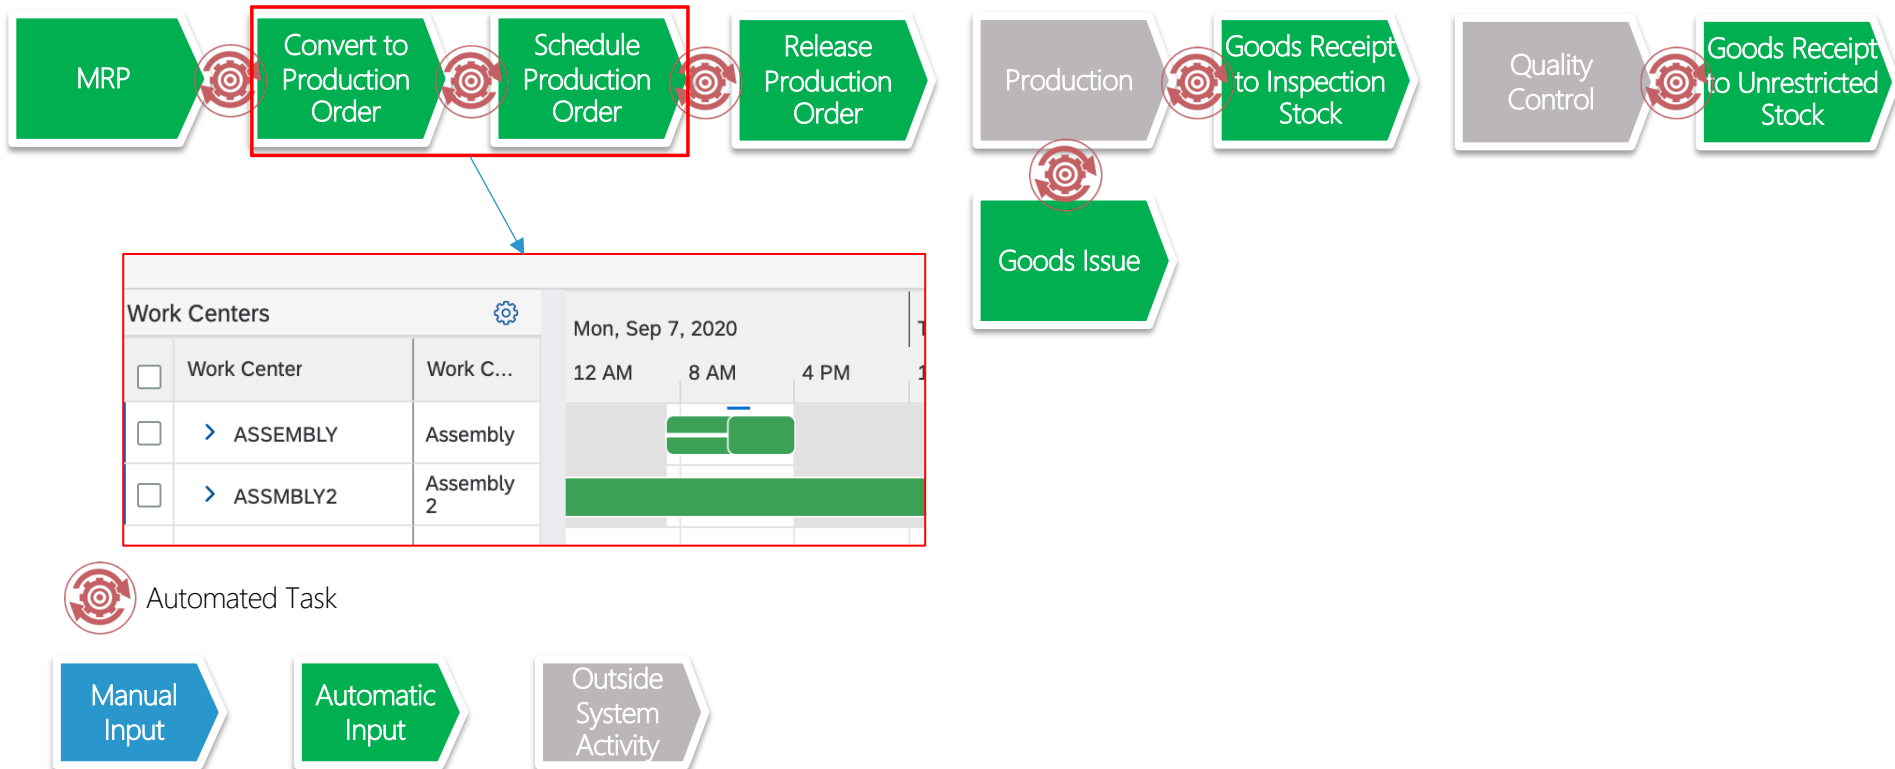 MRP
Convert to
Production
Order
Schedule
Production
Order
Release
Production
Order
Production
Goods Receipt
to Inspection
Stock
Quality
Control
Goods Receipt
to Unrestricted
Stock
Goods Issue
Work Centers
Mon, Sep 7, 2020
Work Center
Work C...
12 AM
8 AM
4 PM
ASSEMBLY
Assembly
ASSMBLY2
Assembly
2
Automated Task
Manual
Input
Automatic
Input
Outside
System
Activity